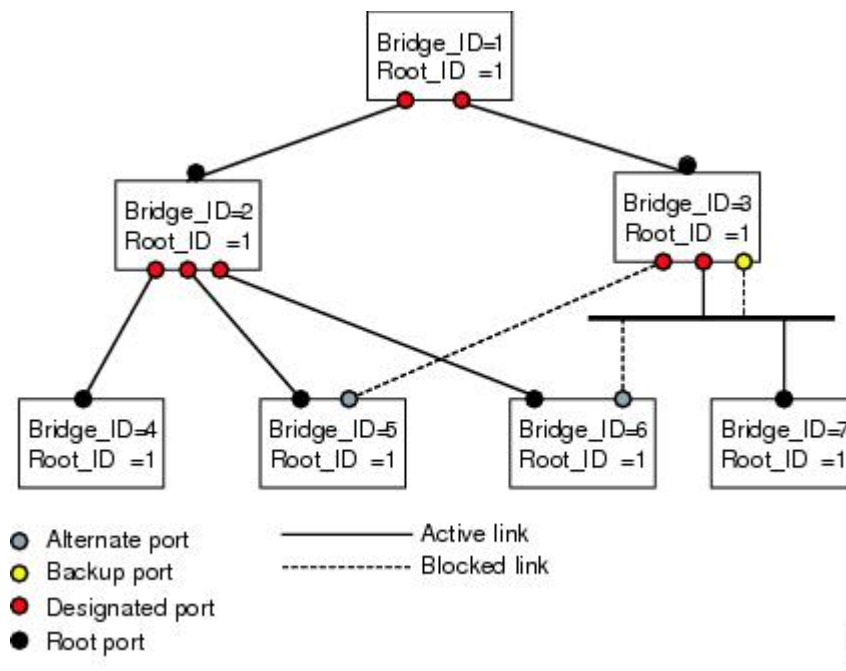 Bridge_ID=1
Root_ID =1
Bridge_ID=2
Root_ID =1
Bridge_ID=3
Root_ID =1
Bridge_ID=4
Root_ID =1
Bridge_ID=5
Root_ID =1
Bridge_ID=6
Root_ID =1
Bridge_ID=7
Root_ID =1
Alternate port
Backup port
Designated port
Root port
Active link
Blocked link